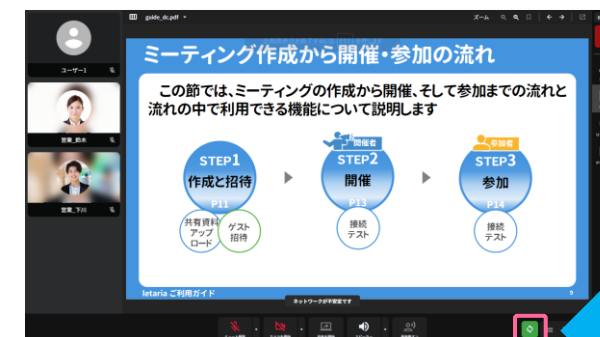 guide_dc.pdf
ズーム
ミーティング作成から開催・参加の流れ
この節では、ミーティングの作成から開催、そして参加までの流れと
流れの中で利用できる機能について説明します
開催者
参加者
STEP1
作成と招待
P11
共有資料
アップ
ロード
ゲスト
招待
STEP2
開催
P13
接続
テスト
STEP3
参加
P14
接続
テスト
letaria ご利用ガイド
9
ネットワークが不安定です
ユーザー1
営業_鈴木
営業_下川